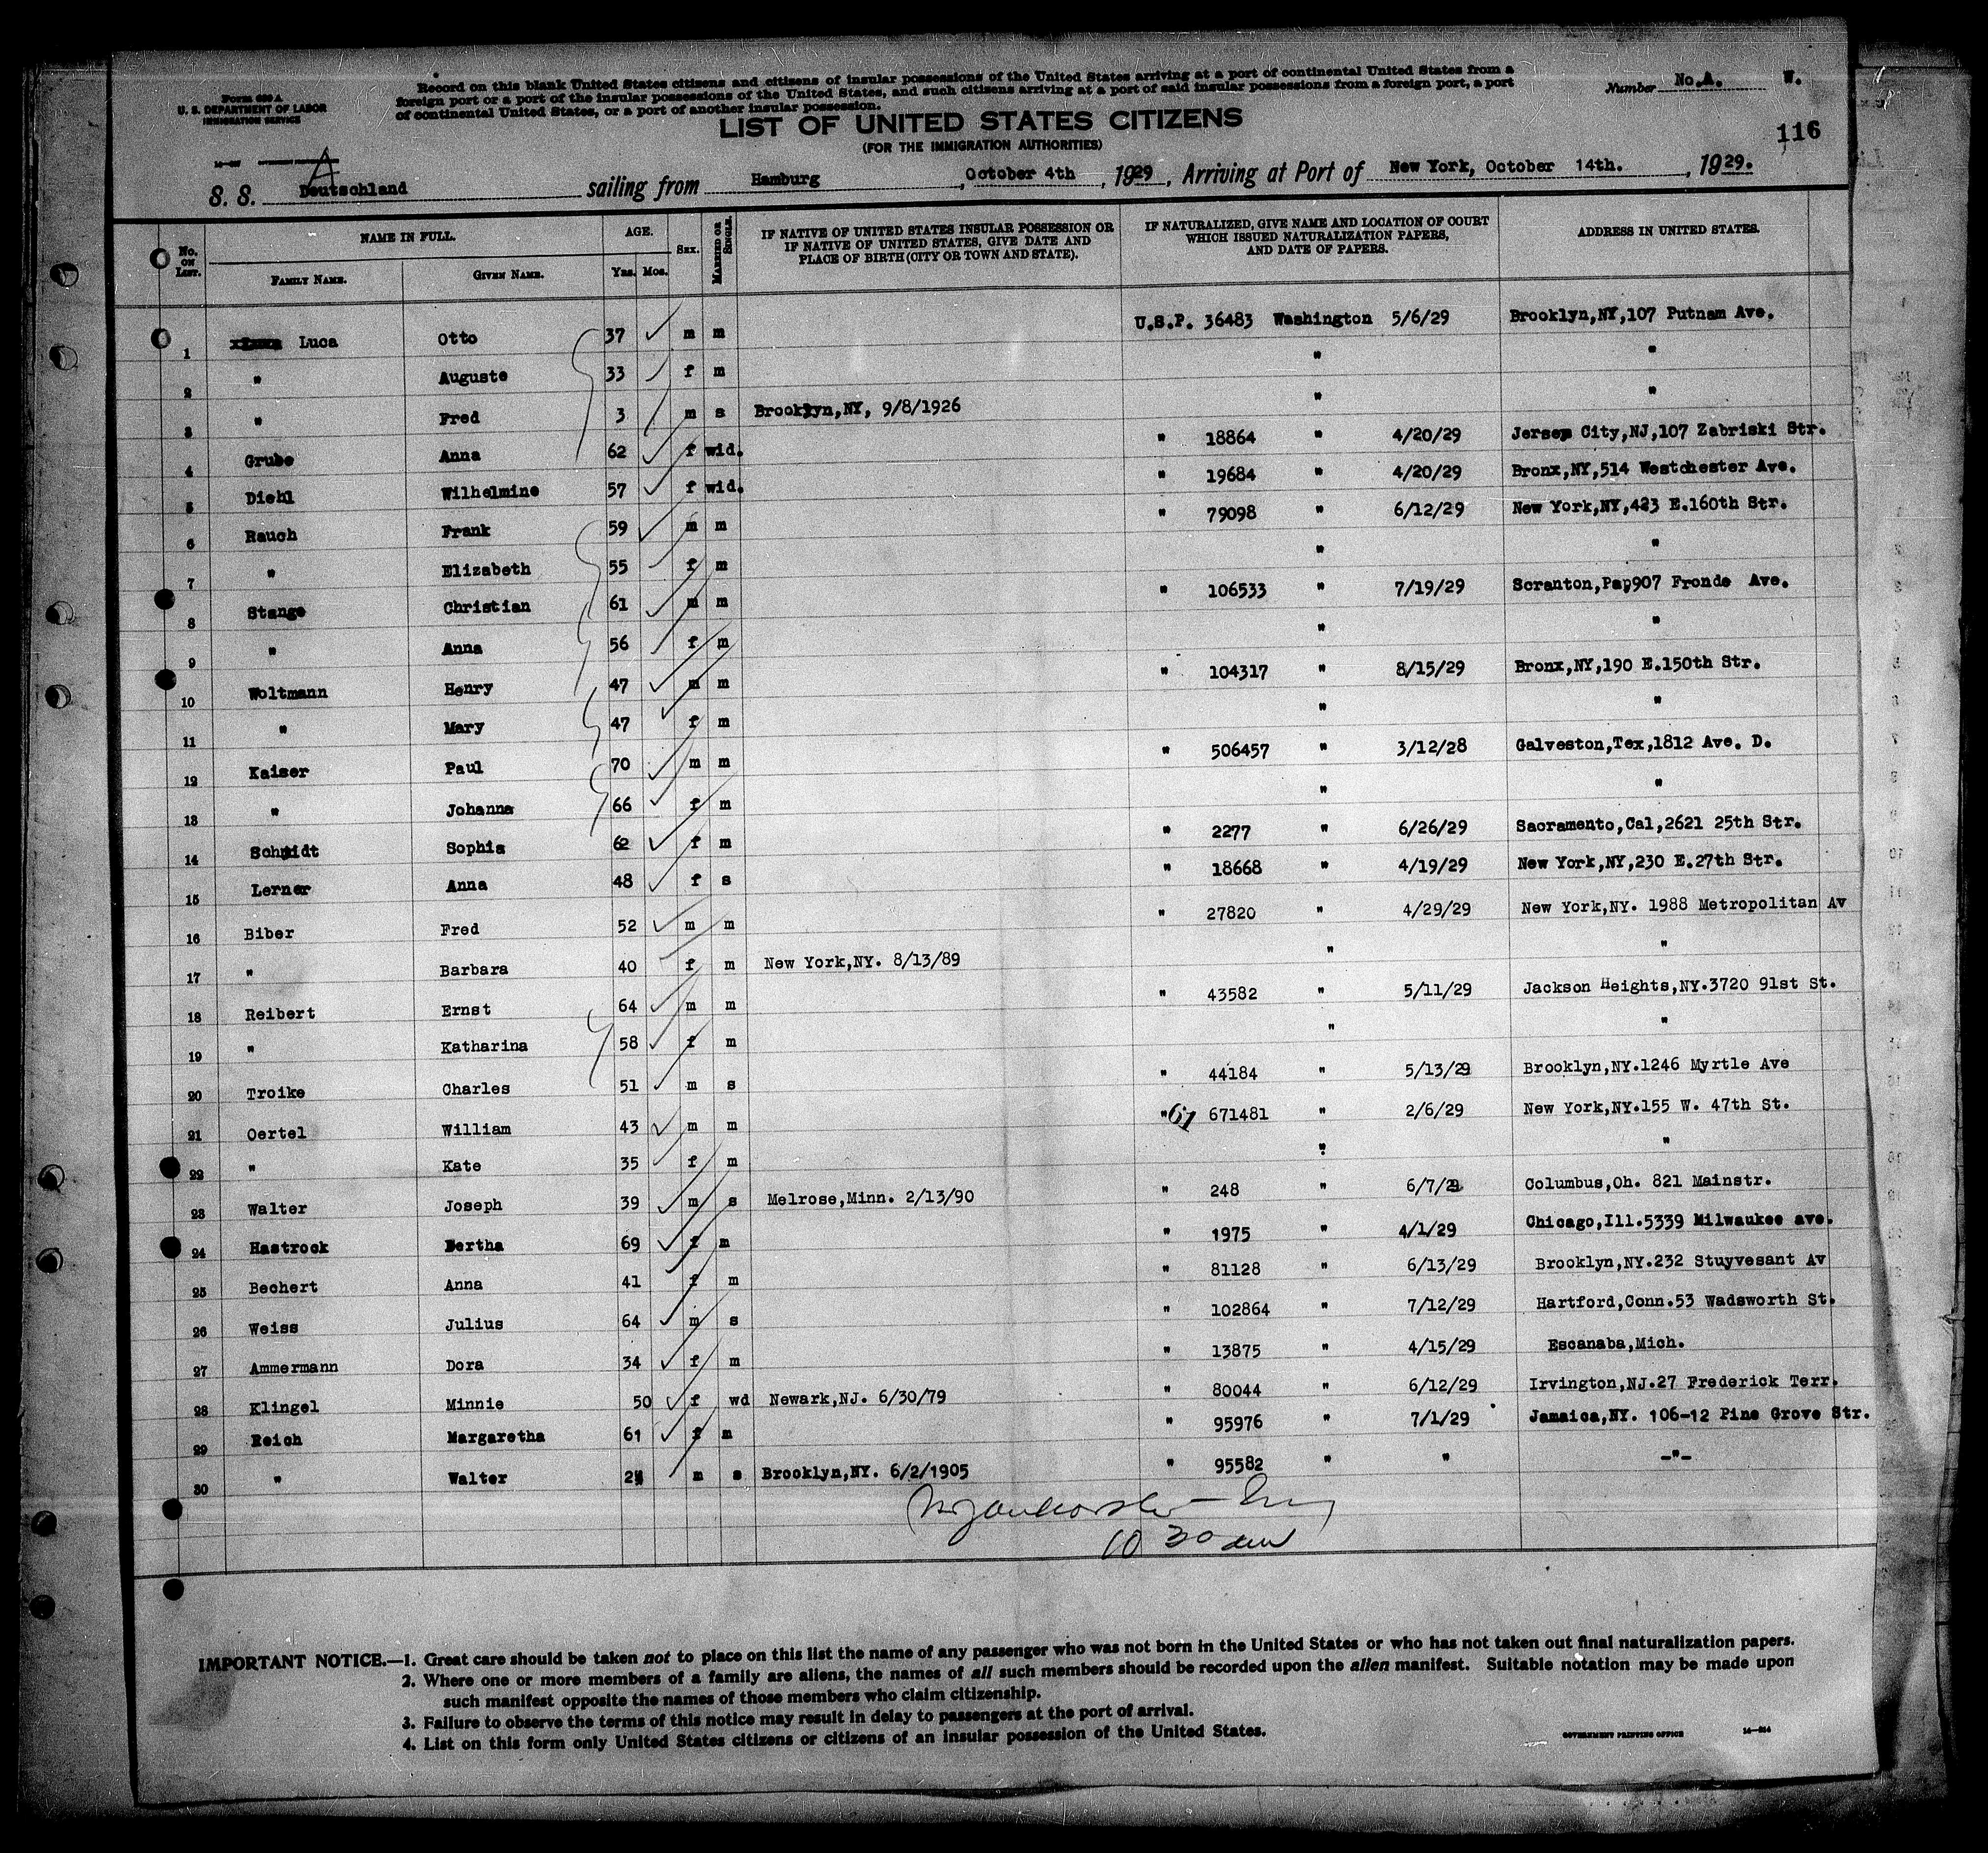 Form 630 A
U. S. DEPARTMENT OF LABOR
IMMIGRATION SERVICE
Record on this blank United States citizens and citizens of insular possessions of the United States arriving at a port of continental United States from a
foreign port or a port of the insular possessions of the United States, and such citizens arriving at a port of said insular possessions from a foreign port, a port
of continental United States, or a port of another insular possession.
Number No.A. W.
LIST OF UNITED STATES CITIZENS
(FOR THE IMMIGRATION AUTHORITIES)
116
A
S. S. Deutschland sailing from Hamburg, October 4th, 1929, Arriving at Port of New York, October 14th., 1929.
No. ON LIST. NAME IN FULL. AGE. SEX. MARRIED OR SINGLE. IF NATIVE OF UNITED STATES INSULAR POSSESSION OR IF NATIVE OF UNITED STATES, GIVE DATE AND PLACE OF BIRTH (CITY OR TOWN AND STATE). IF NATURALIZED, GIVE NAME AND LOCATION OF COURT WHICH ISSUED NATURALIZATION PAPERS, AND DATE OF PAPERS. ADDRESS IN UNITED STATES.
FAMILY NAME. GIVEN NAME. Yrs. Mos.
1 Luca Otto 37 m m U.S.P. 36483 Washington 5/6/29 Brooklyn,NY,107 Putnam Ave.
2 " Auguste 33 f m " "
3 " Fred 3 m s Brooklyn,NY, 9/8/1926 " "
4 Grube Anna 62 f wid. " 18864 " 4/20/29 Jersey City,NJ,107 Zabriski Str.
5 Diehl Wilhelmine 57 f wid. " 19684 " 4/20/29 Bronx,NY,514 Westchester Ave.
6 Rauch Frank 59 m m " 79098 " 6/12/29 New York,NY,423 E.160th Str.
7 " Elizabeth 55 f m " "
8 Stange Christian 61 m m " 106533 " 7/19/29 Scranton,Pap907 Fronde Ave.
9 " Anna 56 f m " "
10 Woltmann Henry 47 m m " 104317 " 8/15/29 Bronx,NY,190 E.150th Str.
11 " Mary 47 f m " "
12 Kaiser Paul 70 m m " 506457 " 3/12/28 Galveston,Tex,1812 Ave. D.
13 " Johanna 66 f m " "
14 Schmidt Sophia 62 f m " 2277 " 6/26/29 Sacramento,Cal,2621 25th Str.
15 Lerner Anna 48 f s " 18668 " 4/19/29 New York,NY,230 E.27th Str.
16 Biber Fred 52 m m " 27820 " 4/29/29 New York,NY. 1988 Metropolitan Av
17 " Barbara 40 f m New York,NY. 8/13/89 " "
18 Reibert Ernst 64 m m " 43582 " 5/11/29 Jackson Heights,NY.3720 91st St.
19 " Katharina 58 f m " "
20 Troike Charles 51 m s " 44184 " 5/13/29 Brooklyn,NY.1246 Myrtle Ave
21 Oertel William 43 m m " 61 671481 " 2/6/29 New York,NY.155 W. 47th St.
22 " Kate 35 f m " "
23 Walter Joseph 39 m s Melrose,Minn. 2/13/90 " 248 " 6/7/29 Columbus,Oh. 821 Mainstr.
24 Hastrock Bertha 69 f m " 1975 " 4/1/29 Chicago,Ill.5339 Milwaukee ave.
25 Bechert Anna 41 f m " 81128 " 6/13/29 Brooklyn,NY.232 Stuyvesant Av
26 Weiss Julius 64 m s " 102864 " 7/12/29 Hartford,Conn.53 Wadsworth St.
27 Ammermann Dora 34 f m " 13875 " 4/15/29 Escanaba,Mich.
28 Klingel Minnie 50 f wd Newark,NJ. 6/30/79 " 80044 " 6/12/29 Irvington,NJ.27 Frederick Terr.
29 Reich Margaretha 61 f m " 95976 " 7/1/29 Jamaica,NY. 106-12 Pine Grove Str.
30 " Walter m s Brooklyn,NY. 6/2/1905 " 95582 " " -"-
10 30 am
IMPORTANT NOTICE.—1. Great care should be taken not to place on this list the name of any passenger who was not born in the United States or who has not taken out final naturalization papers.
2. Where one or more members of a family are aliens, the names of all such members should be recorded upon the alien manifest. Suitable notation may be made upon
such manifest opposite the names of those members who claim citizenship.
3. Failure to observe the terms of this notice may result in delay to passengers at the port of arrival.
4. List on this form only United States citizens or citizens of an insular possession of the United States.
GOVERNMENT PRINTING OFFICE